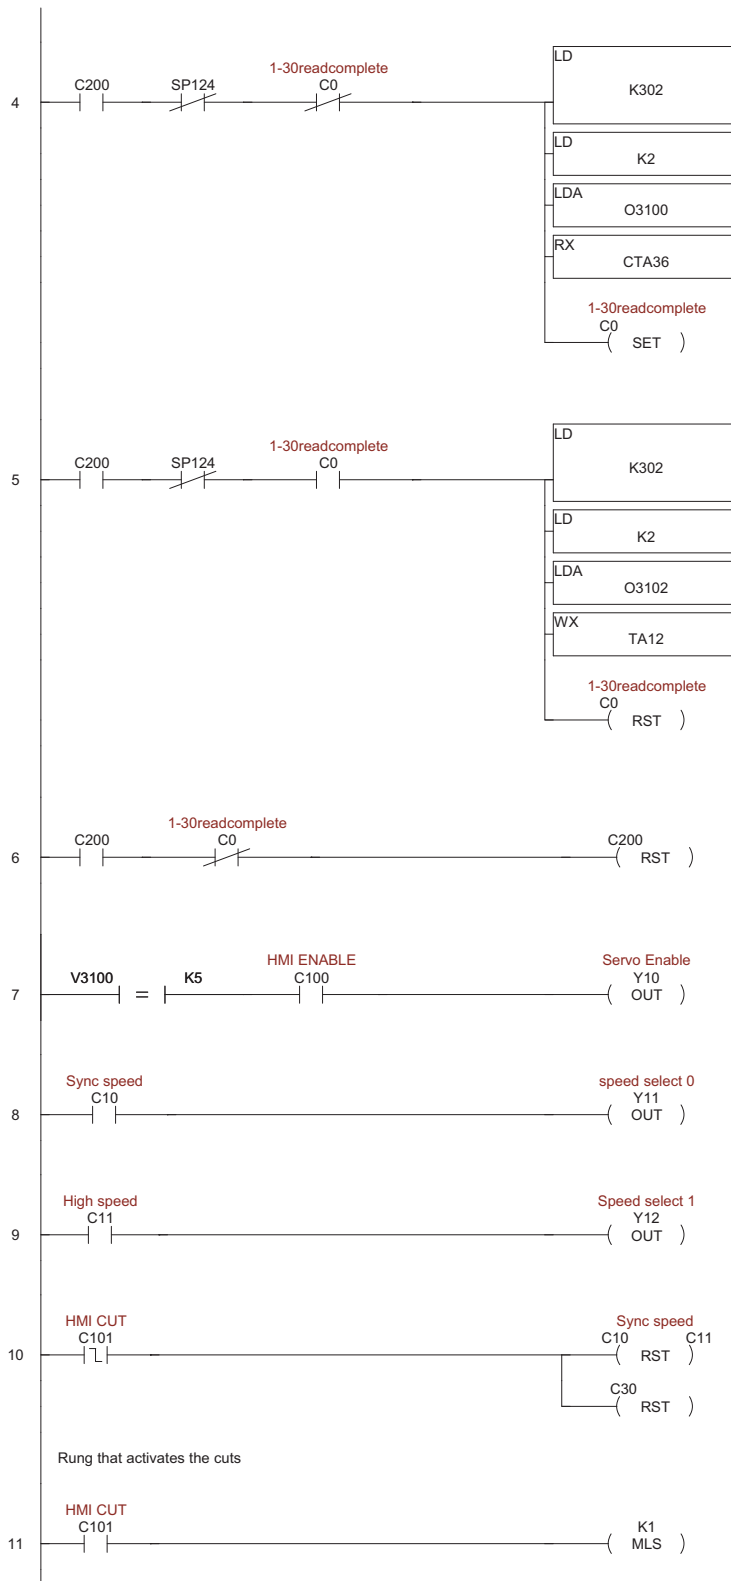 LD
1-30readcomplete
C200 SP124 C0
K302
4
LD
K2
LDA
O3100
RX
CTA36
1-30readcomplete
C0
SET
LD
1-30readcomplete
C200 SP124 C0
K302
5
LD
K2
LDA
O3102
WX
TA12
1-30readcomplete
C0
RST
1-30readcomplete
C200 C0 C200
6 RST
HMI ENABLE Servo Enable
V3100 K5 C100 Y10
7 = OUT
Sync speed speed select 0
C10 Y11
8 OUT
High speed Speed select 1
C11 Y12
9 OUT
HMI CUT Sync speed
C101 C10 C11
10 RST
C30
RST
Rung that activates the cuts
HMI CUT
C101 K1
11 MLS